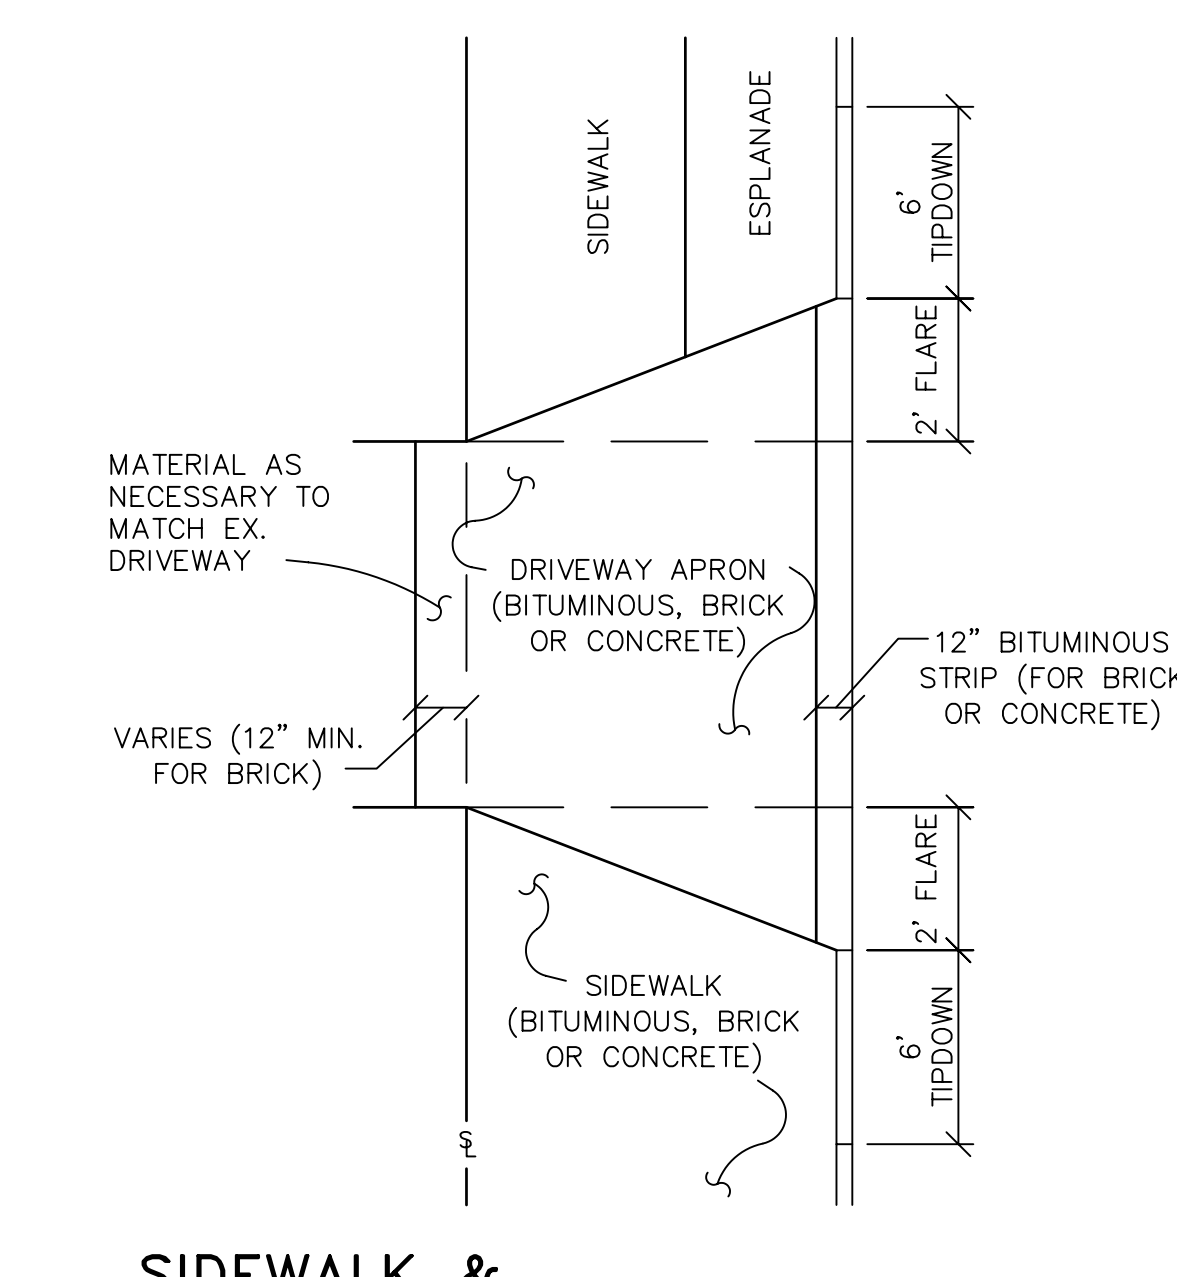 SIDEWALK
ESPLANADE
6'
TIPDOWN
2' FLARE
MATERIAL AS
NECESSARY TO
MATCH EX.
DRIVEWAY
DRIVEWAY APRON
(BITUMINOUS, BRICK
OR CONCRETE)
12" BITUMINOUS
STRIP (FOR BRICK
OR CONCRETE)
VARIES (12" MIN.
FOR BRICK)
2' FLARE
SIDEWALK
(BITUMINOUS, BRICK
OR CONCRETE)
6'
TIPDOWN
SL
SIDEWALK &